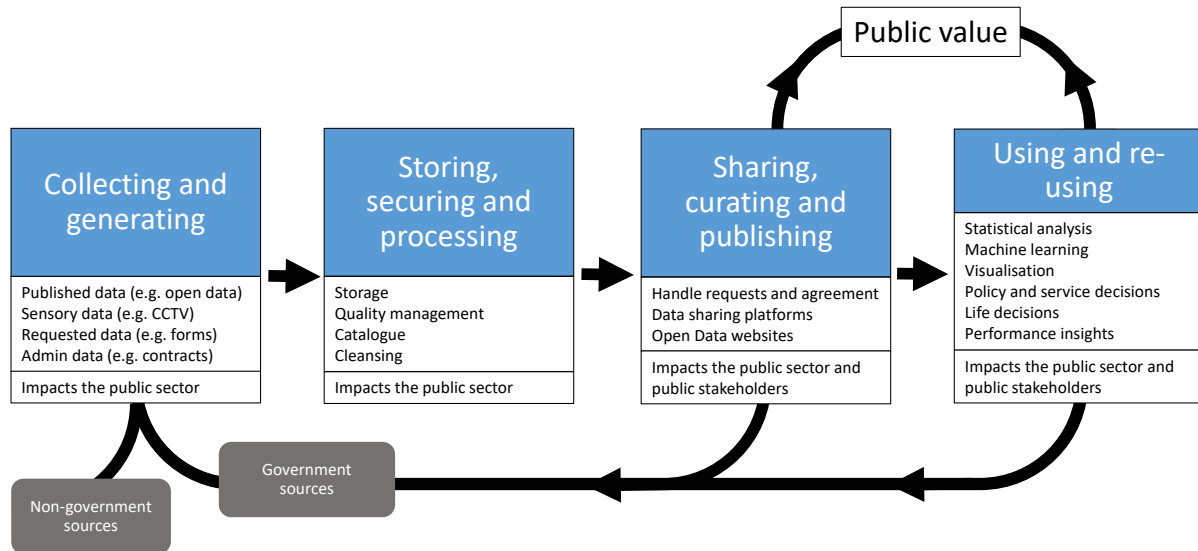 Public value
Collecting and
generating
Published data (e.g. open data)
Sensory data (e.g. CCTV)
Requested data (e.g. forms)
Admin data (e.g. contracts)
Impacts the public sector
Storing,
securing and
processing
Storage
Quality management
Catalogue
Cleansing
Impacts the public sector
Sharing,
curating and
publishing
Handle requests and agreement
Data sharing platforms
Open Data websites
Impacts the public sector and
public stakeholders
Using and re-
using
Statistical analysis
Machine learning
Visualisation
Policy and service decisions
Life decisions
Performance insights
Impacts the public sector and
public stakeholders
Government
sources
Non-government
sources